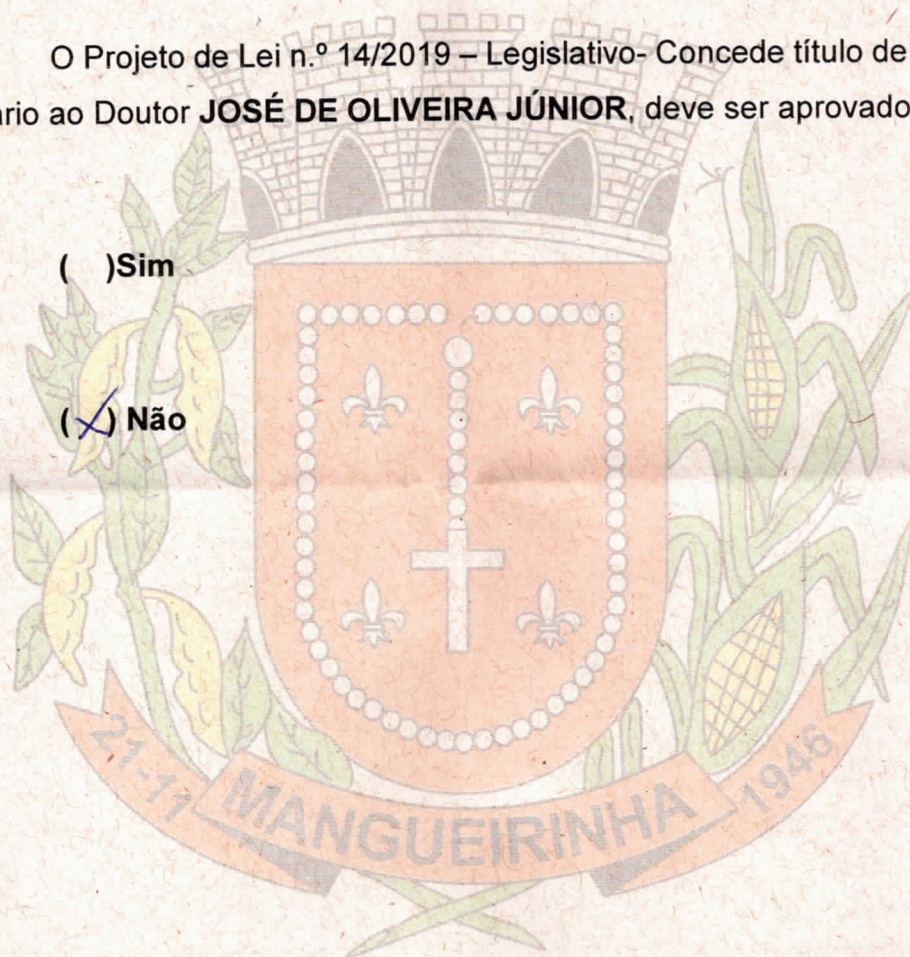 O Projeto de Lei n.º 14/2019 – Legislativo- Concede título de
ário ao Doutor JOSÉ DE OLIVEIRA JÚNIOR, deve ser aprovado
( )Sim
(X) Não
21-11 MANGUEIRINHA 1946